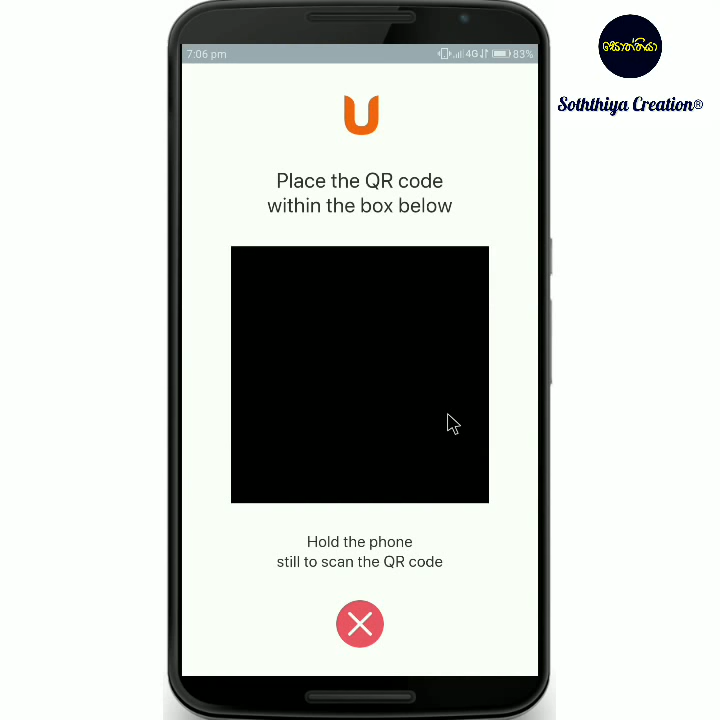 7:06 pm
4G
83%
සොත්තියා
Soththiya Creation®
U
Place the QR code
within the box below
Hold the phone
still to scan the QR code